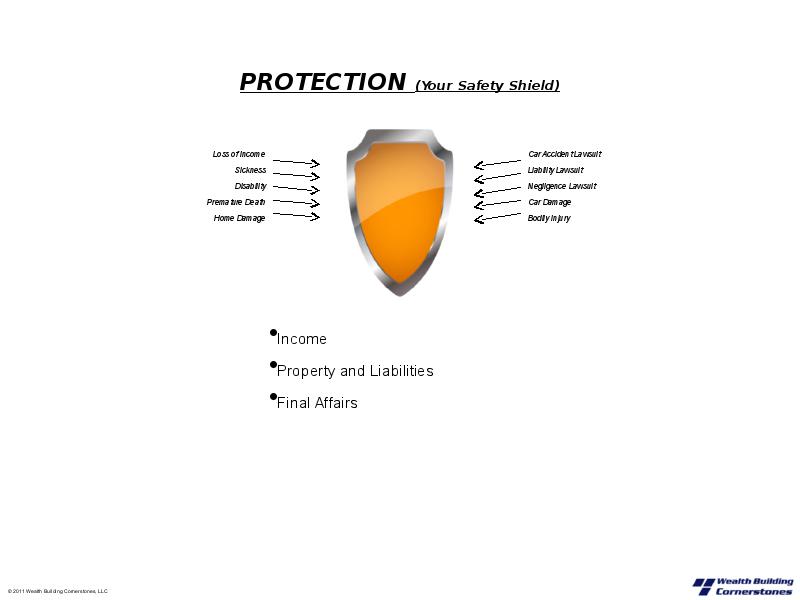 PROTECTION (Your Safety Shield)
Loss of Income
Sickness
Disability
Premature Death
Home Damage
Car Accident Lawsuit
Liability Lawsuit
Negligence Lawsuit
Car Damage
Bodily Injury
•Income
•Property and Liabilities
•Final Affairs
© 2011 Wealth Building Cornerstones, LLC
Wealth Building
Cornerstones